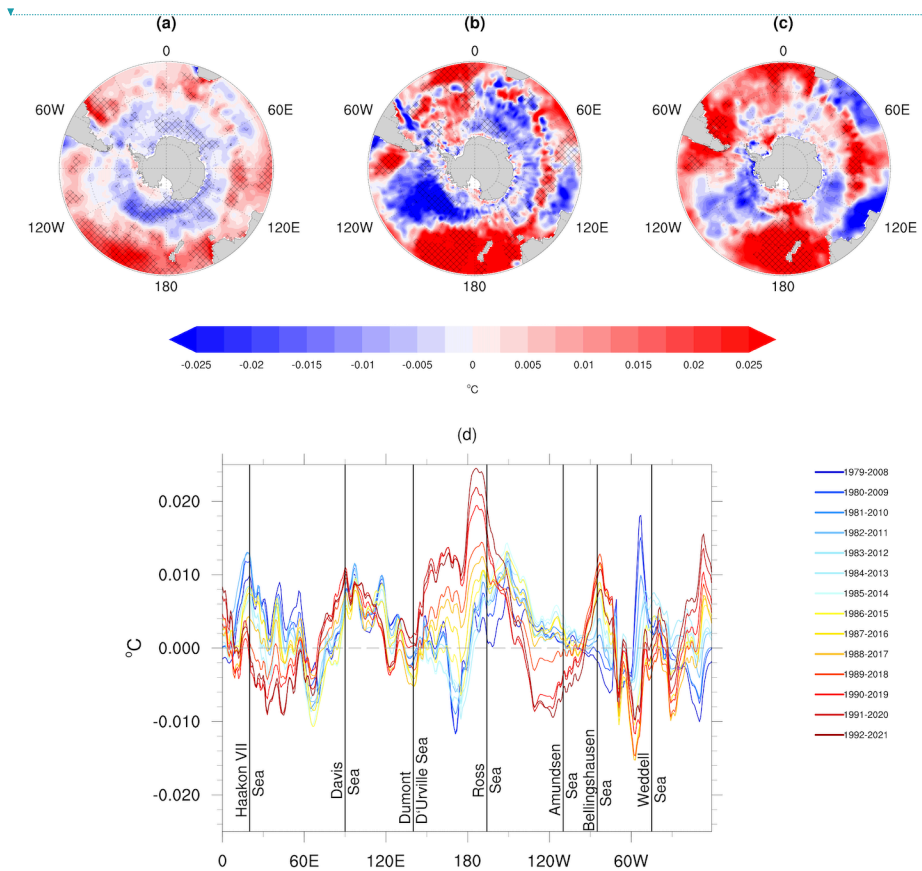 (a) (b) (c)
0 0 0
60W 60E 60W 60E 60W 60E
120W 120E 120W 120E 120W 120E
180 180 180
-0.025 -0.02 -0.015 -0.01 -0.005 0 0.005 0.01 0.015 0.02 0.025
°C
(d)
0.020
0.010
0.000
-0.010
-0.020
°C
Haakon VII
Sea
Davis
Sea
Dumont
D'Urville Sea
Ross
Sea
Amundsen
Sea
Bellingshausen
Sea
Weddell
Sea
0 60E 120E 180 120W 60W
1979-2008
1980-2009
1981-2010
1982-2011
1983-2012
1984-2013
1985-2014
1986-2015
1987-2016
1988-2017
1989-2018
1990-2019
1991-2020
1992-2021